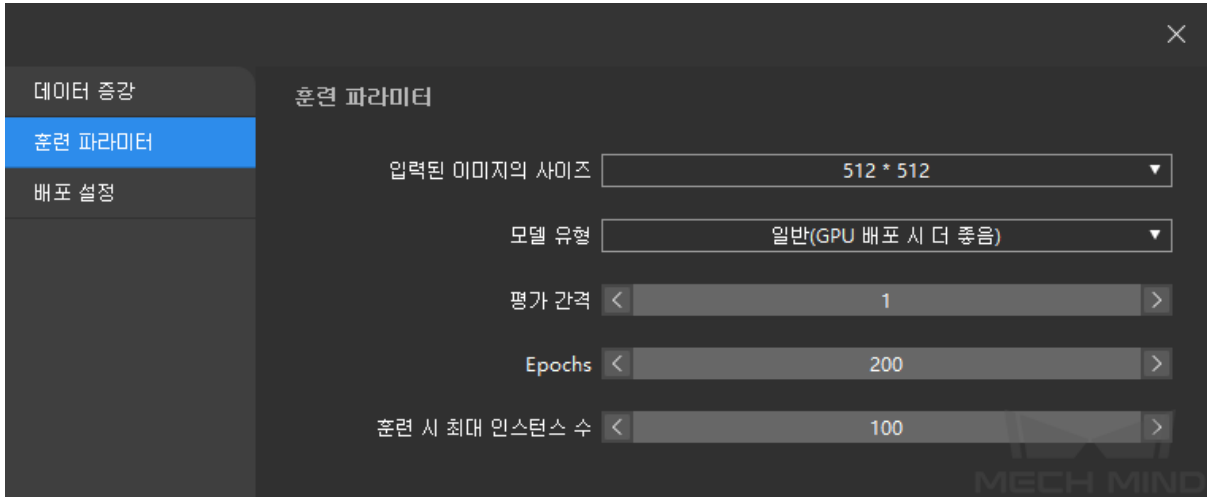 데이터 증강
훈련 파라미터
배포 설정
훈련 파라미터
입력된 이미지의 사이즈 512 * 512
모델 유형 일반(GPU 배포 시 더 좋음)
평가 간격 1
Epochs 200
훈련 시 최대 인스턴스 수 100
MECH MIND